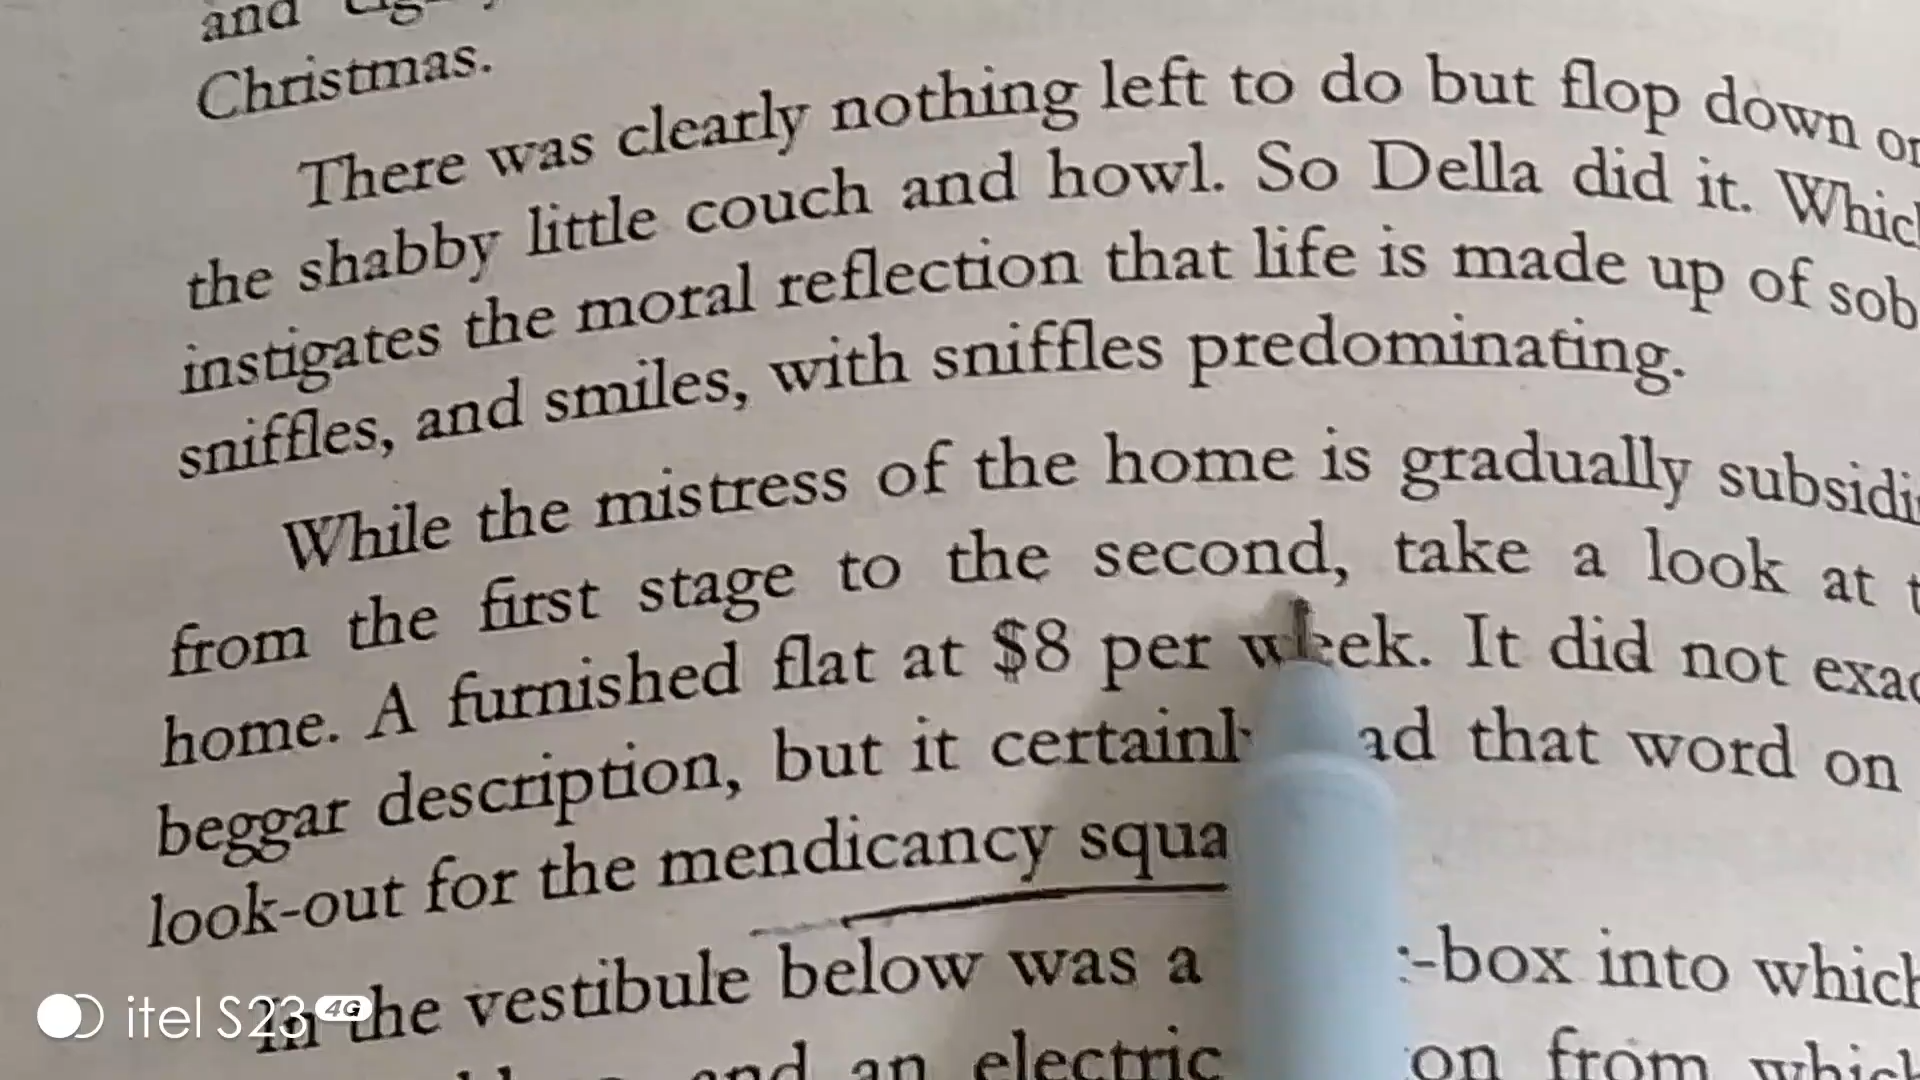 and
Christmas.
There was clearly nothing left to do but flop down on
the shabby little couch and howl. So Della did it. Which
instigates the moral reflection that life is made up of sob
sniffles, and smiles, with sniffles predominating.
While the mistress of the home is gradually subsidi
from the first stage to the second, take a look at t
home. A furnished flat at $8 per week. It did not exac
beggar description, but it certainl ad that word on
look-out for the mendicancy squa
In the vestibule below was a -box into which
and an electric on from which
itel S23 4G